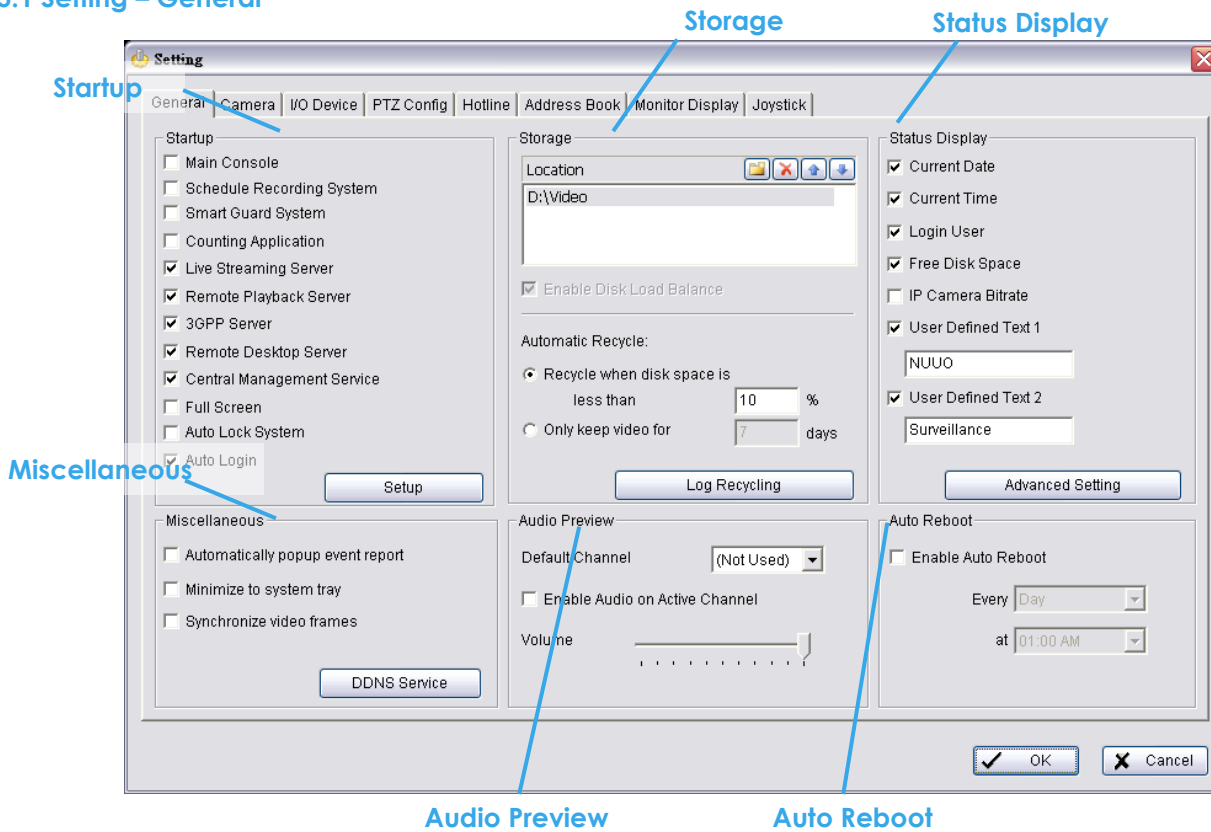 Setting – General
Storage
Status Display
Setting
Startup
General
Camera
I/O Device
PTZ Config
Hotline
Address Book
Monitor Display
Joystick
Startup
Main Console
Schedule Recording System
Smart Guard System
Counting Application
Live Streaming Server
Remote Playback Server
3GPP Server
Remote Desktop Server
Central Management Service
Full Screen
Auto Lock System
Auto Login
Setup
Storage
Location
D:\Video
Enable Disk Load Balance
Automatic Recycle:
Recycle when disk space is
less than 10 %
Only keep video for 7 days
Log Recycling
Status Display
Current Date
Current Time
Login User
Free Disk Space
IP Camera Bitrate
User Defined Text 1
NUUO
User Defined Text 2
Surveillance
Advanced Setting
Miscellaneous
Miscellaneous
Automatically popup event report
Minimize to system tray
Synchronize video frames
DDNS Service
Audio Preview
Default Channel (Not Used)
Enable Audio on Active Channel
Volume
Auto Reboot
Enable Auto Reboot
Every Day
at 01:00 AM
OK
Cancel
Audio Preview
Auto Reboot